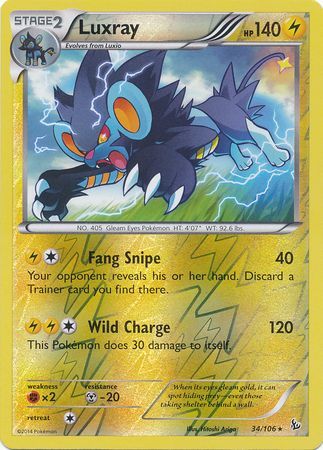 STAGE2
Luxray
HP140
Evolves from Luxio
NO. 405 Gleam Eyes Pokémon HT: 4'07" WT: 92.6 lbs.
Fang Snipe 40
Your opponent reveals his or her hand. Discard a
Trainer card you find there.
Wild Charge 120
This Pokémon does 30 damage to itself.
weakness
×2
resistance
-20
retreat
When its eyes gleam gold, it can
spot hiding prey—even those
taking shelter behind a wall.
©2014 Pokémon
Illus. Hitoshi Ariga
34/106★